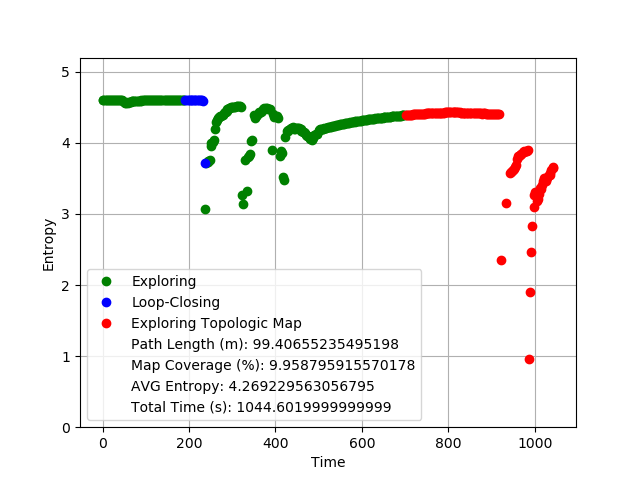 5
4
3
2
1
0
Entropy
Exploring
Loop-Closing
Exploring Topologic Map
Path Length (m): 99.40655235495198
Map Coverage (%): 9.958795915570178
AVG Entropy: 4.269229563056795
Total Time (s): 1044.6019999999999
0 200 400 600 800 1000
Time